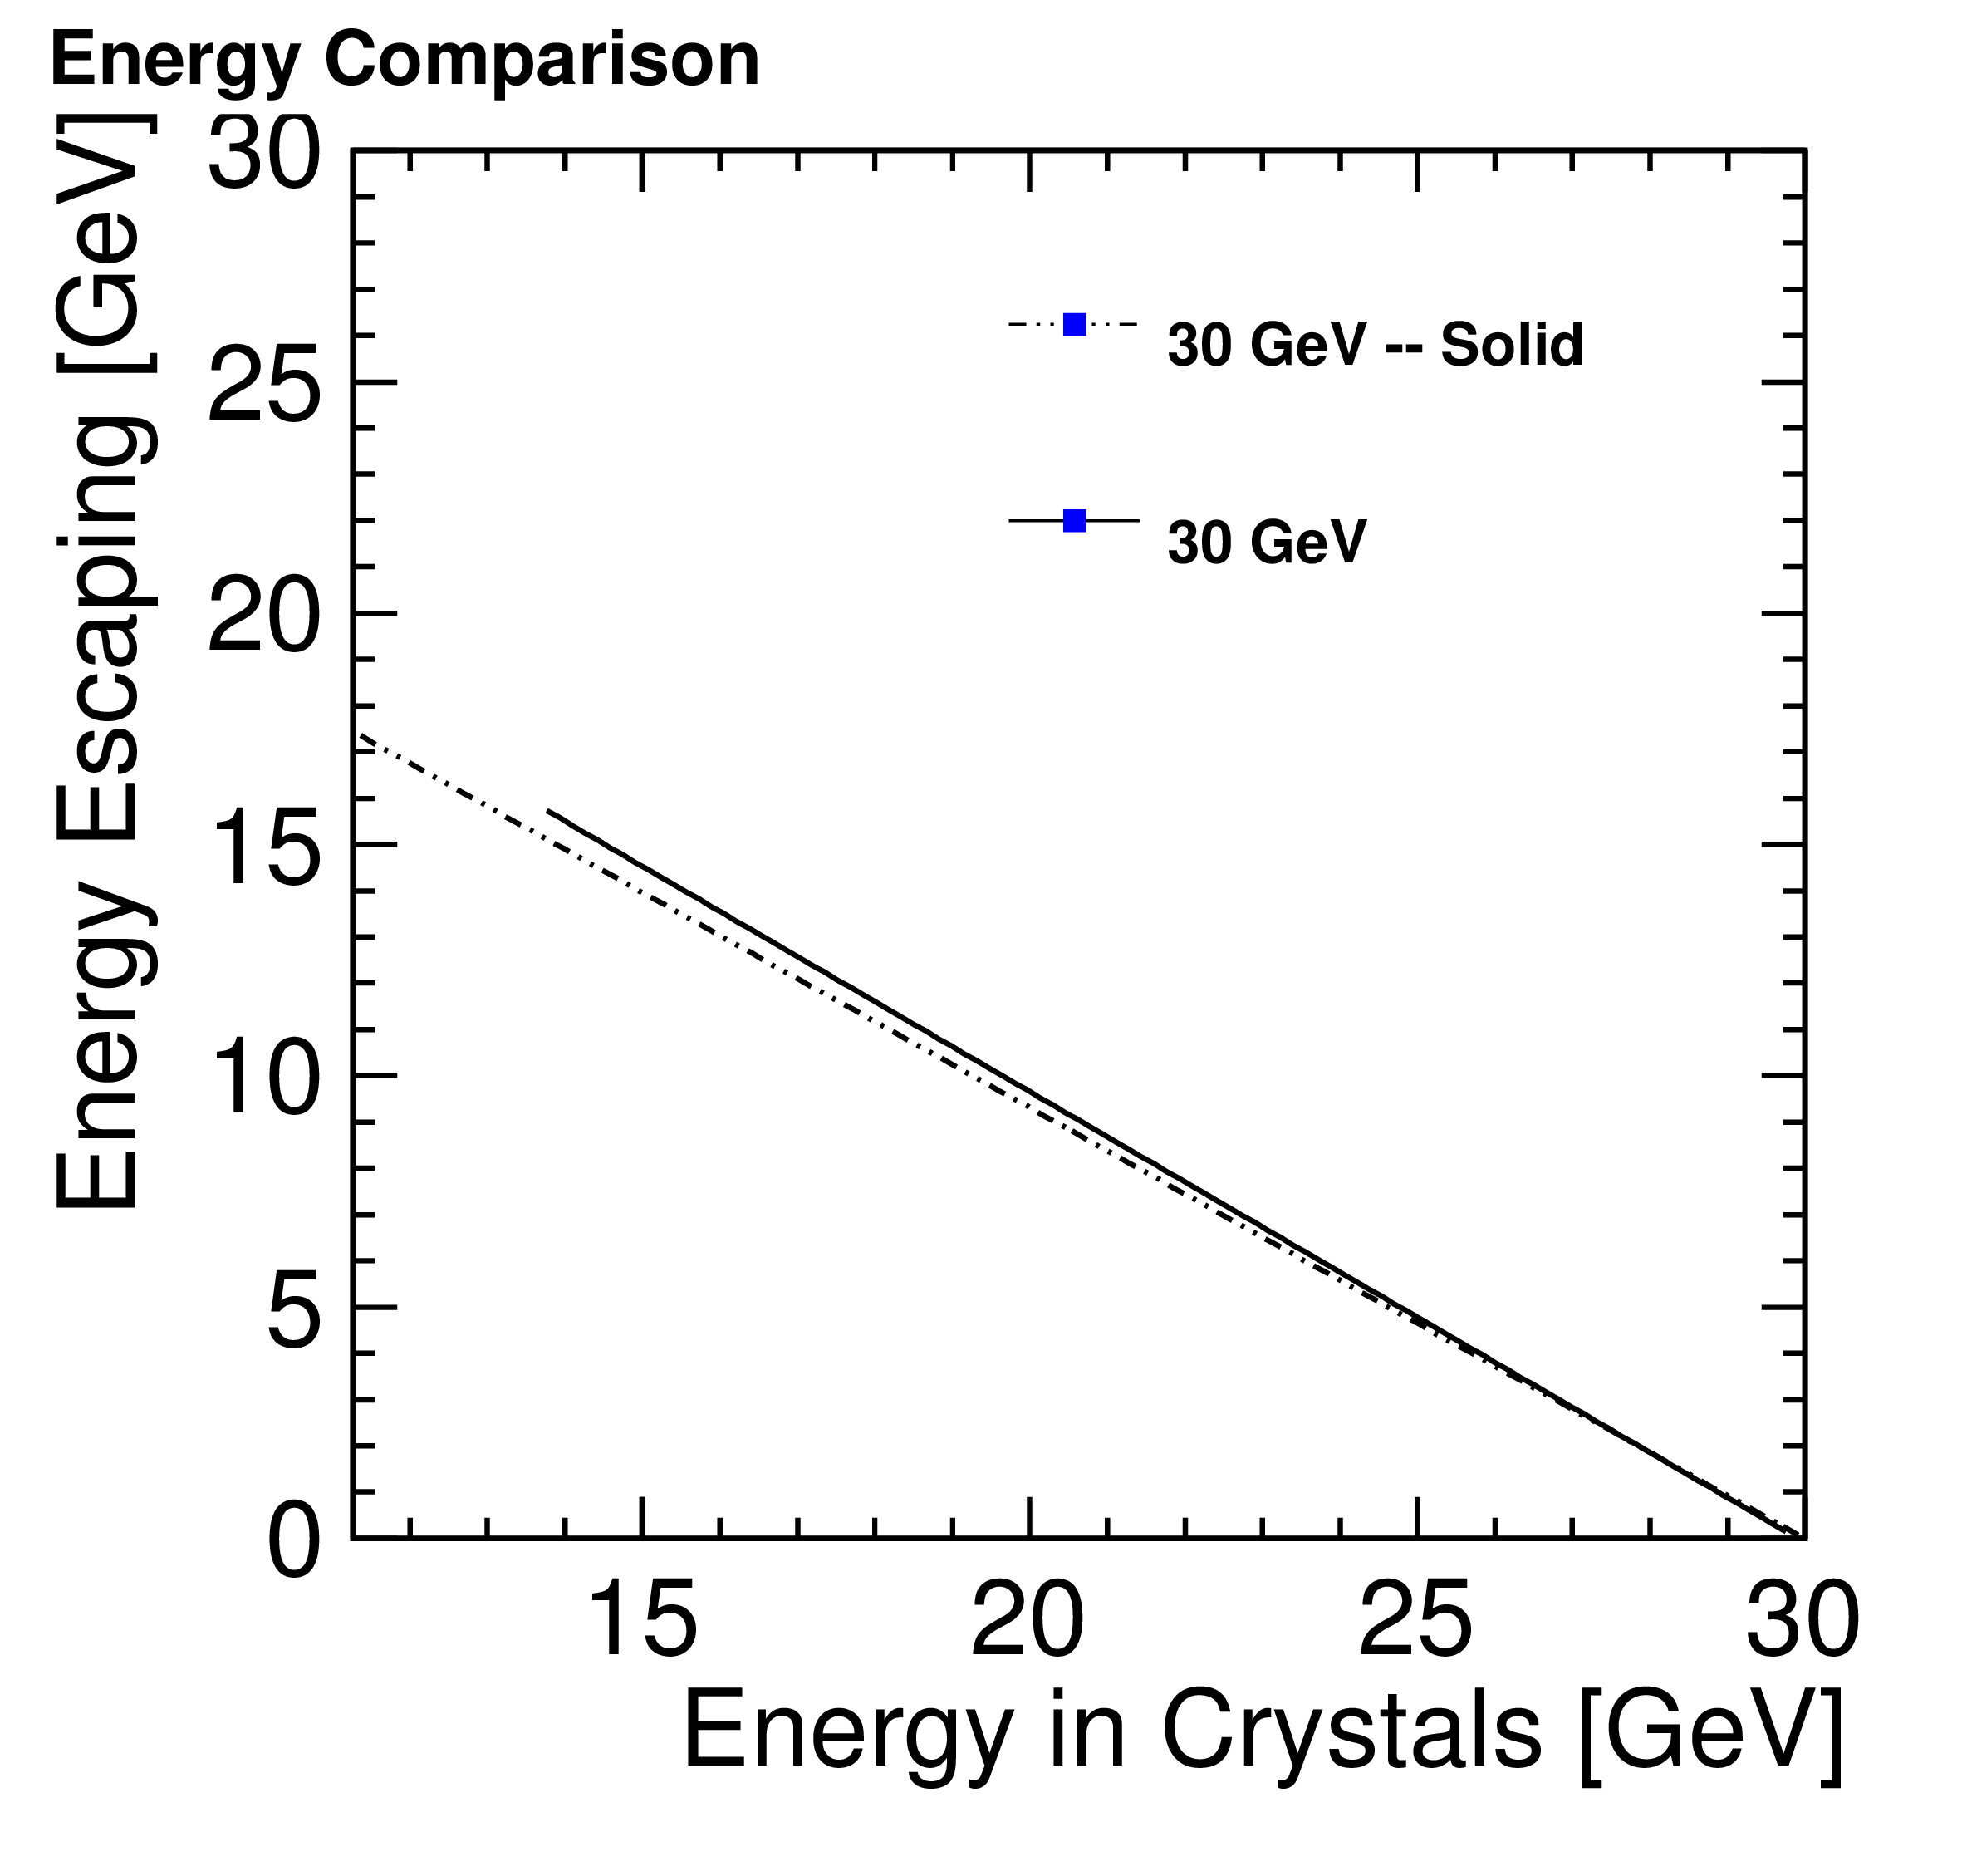 Energy Comparison
Energy Escaping [GeV]
30
25
20
15
10
5
0
30 GeV -- Solid
30 GeV
15 20 25 30
Energy in Crystals [GeV]